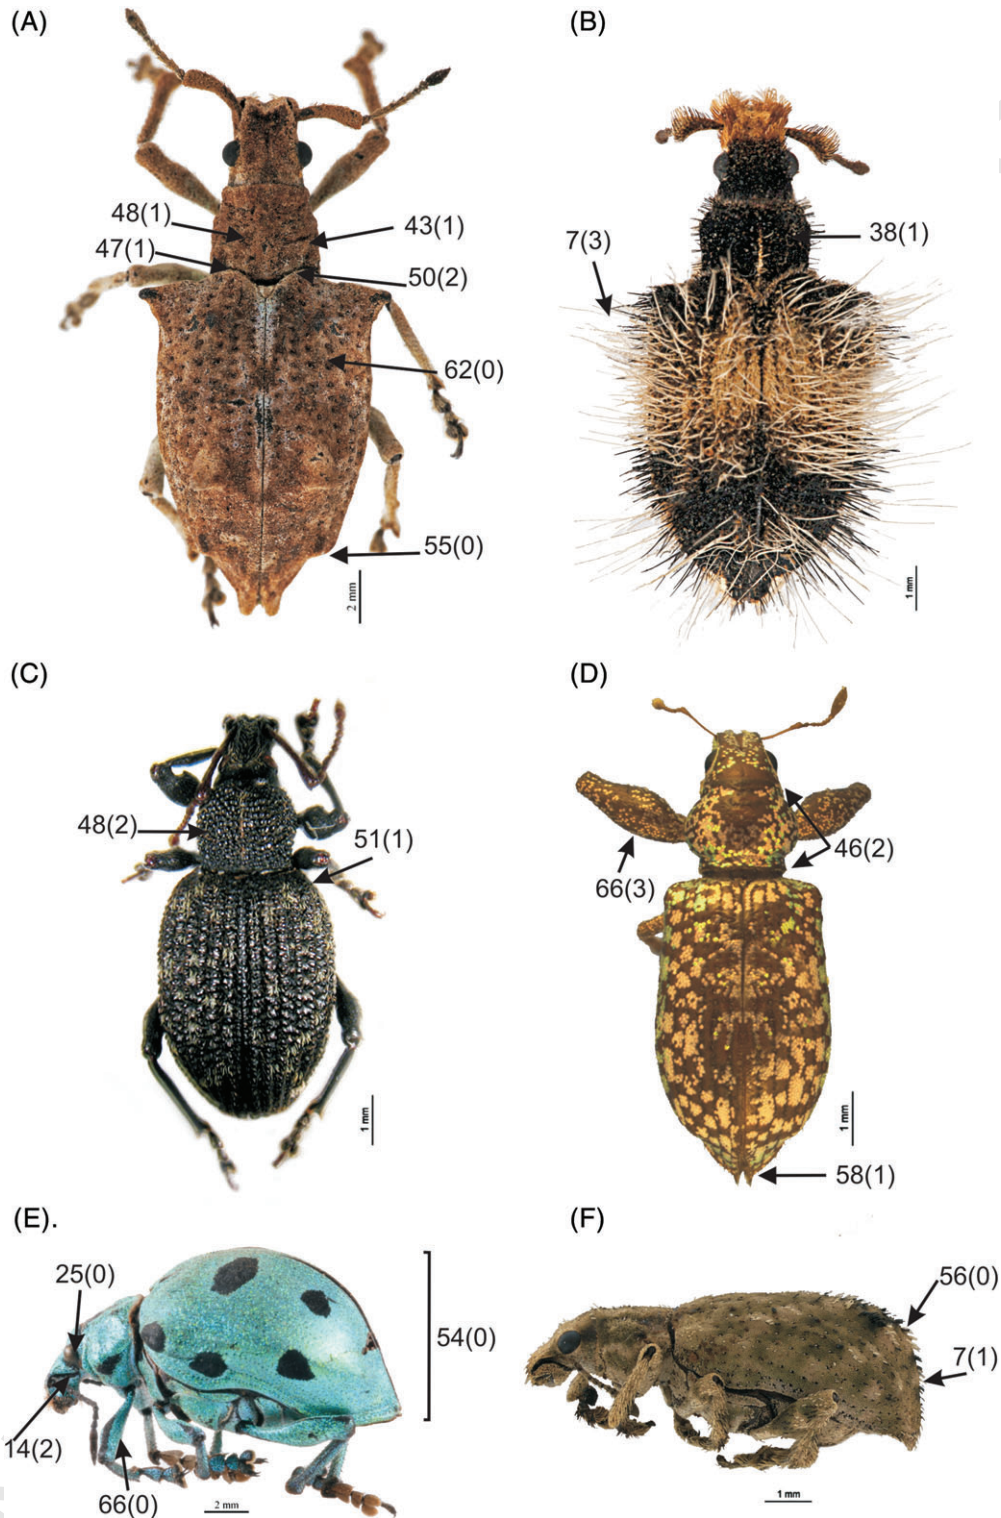 (A)
48(1)
43(1)
47(1)
50(2)
62(0)
55(0)
2 mm
(B)
7(3)
38(1)
1 mm
(C)
48(2)
51(1)
1 mm
(D)
46(2)
66(3)
1 mm
58(1)
(E).
25(0)
54(0)
14(2)
66(0)
2 mm
(F)
56(0)
7(1)
1 mm